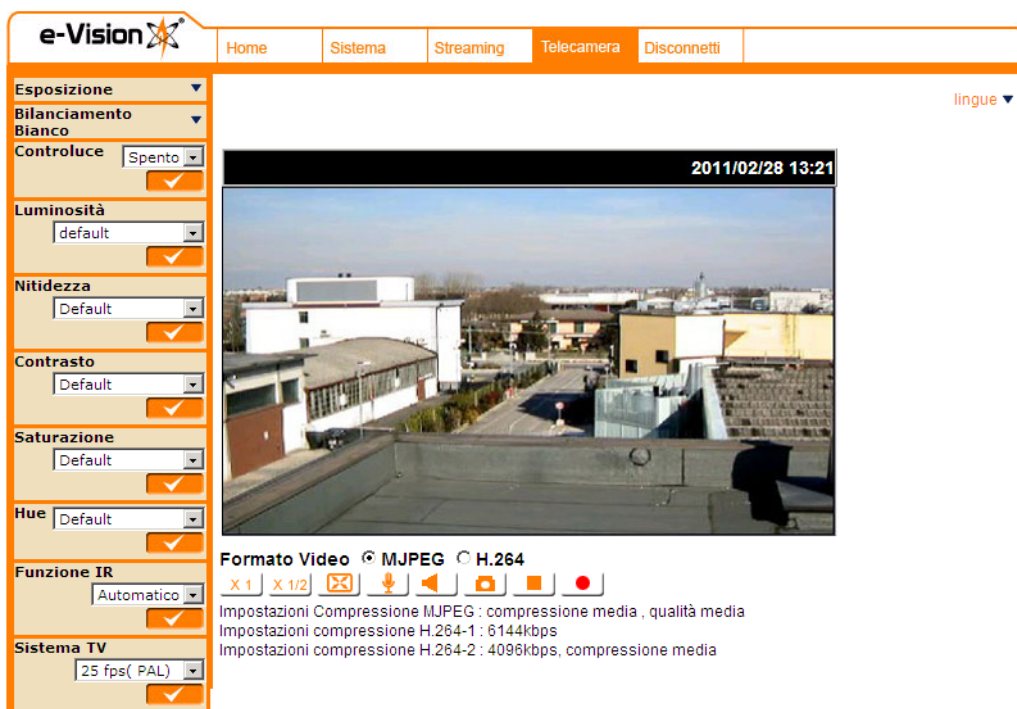 e-Vision
Home Sistema Streaming Telecamera Disconnetti
lingue
Esposizione
Bilanciamento
Bianco
Controluce Spento
Luminosità
default
Nitidezza
Default
Contrasto
Default
Saturazione
Default
Hue Default
Funzione IR
Automatico
Sistema TV
25 fps( PAL)
2011/02/28 13:21
Formato Video MJPEG H.264
X 1 X 1/2
Impostazioni Compressione MJPEG : compressione media , qualità media
Impostazioni compressione H.264-1 : 6144kbps
Impostazioni compressione H.264-2 : 4096kbps, compressione media